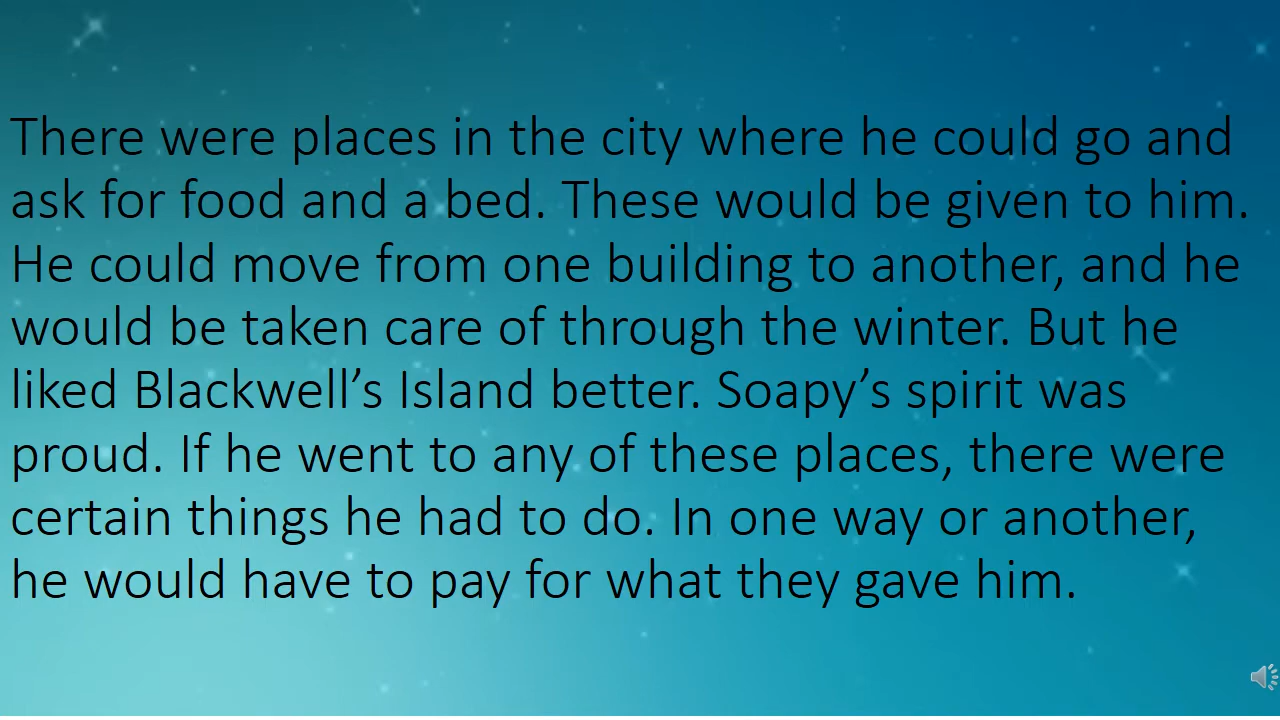 There were places in the city where he could go and
ask for food and a bed. These would be given to him.
He could move from one building to another, and he
would be taken care of through the winter. But he
liked Blackwell’s Island better. Soapy’s spirit was
proud. If he went to any of these places, there were
certain things he had to do. In one way or another,
he would have to pay for what they gave him.